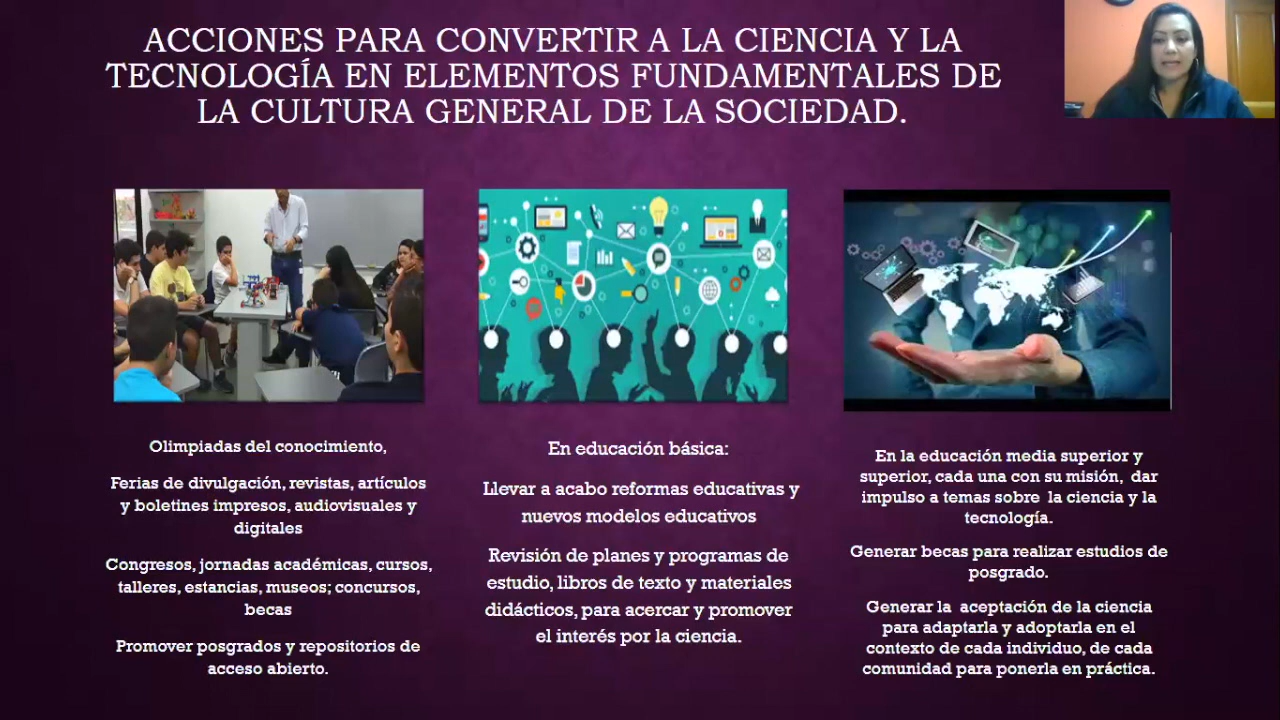 ACCIONES PARA CONVERTIR A LA CIENCIA Y LA
TECNOLOGÍA EN ELEMENTOS FUNDAMENTALES DE
LA CULTURA GENERAL DE LA SOCIEDAD.
Olimpiadas del conocimiento,
Ferias de divulgación, revistas, artículos
y boletines impresos, audiovisuales y
digitales
Congresos, jornadas académicas, cursos,
talleres, estancias, museos; concursos,
becas
Promover posgrados y repositorios de
acceso abierto.
En educación básica:
Llevar a acabo reformas educativas y
nuevos modelos educativos
Revisión de planes y programas de
estudio, libros de texto y materiales
didácticos, para acercar y promover
el interés por la ciencia.
En la educación media superior y
superior, cada una con su misión, dar
impulso a temas sobre la ciencia y la
tecnología.
Generar becas para realizar estudios de
posgrado.
Generar la aceptación de la ciencia
para adaptarla y adoptarla en el
contexto de cada individuo, de cada
comunidad para ponerla en práctica.